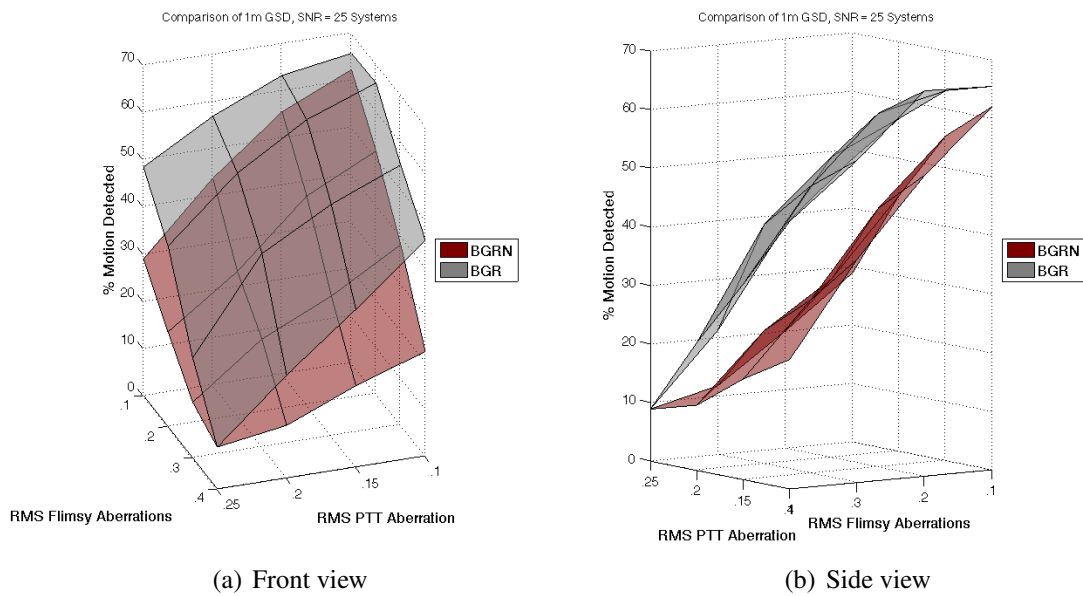 Comparison of 1m GSD, SNR = 25 Systems
70
60
50
40
30
20
10
0
% Motion Detected
.1
.2
.3
.4
RMS Flimsy Aberrations
.25
.2
.15
.1
RMS PTT Aberration
BGRN
BGR
(a) Front view
Comparison of 1m GSD, SNR = 25 Systems
70
60
50
40
30
20
10
0
% Motion Detected
.25
.2
.15
.1
RMS PTT Aberration
.4
.3
.2
.1
RMS Flimsy Aberrations
BGRN
BGR
(b) Side view